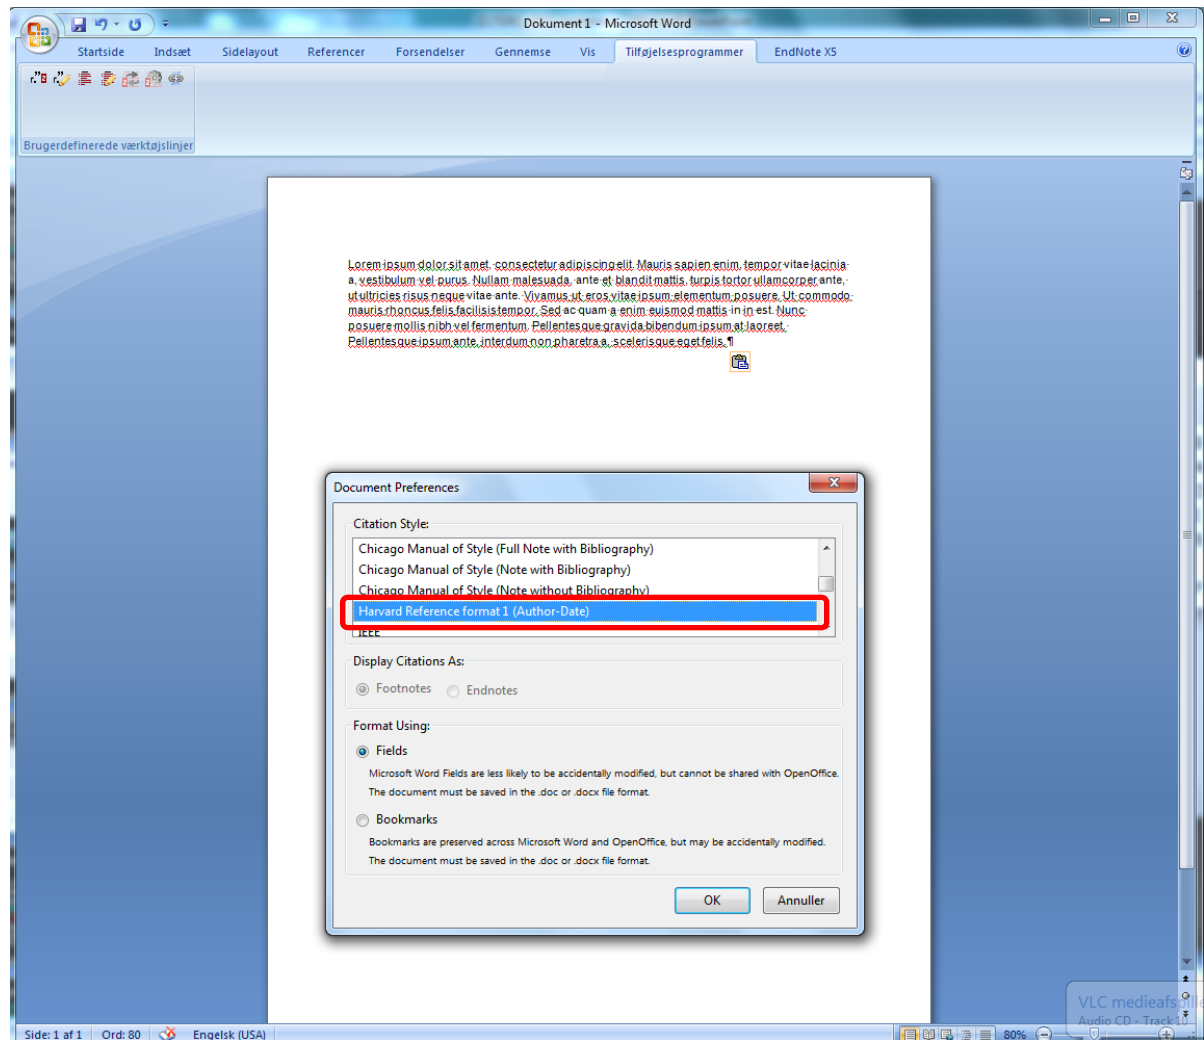 Dokument 1 - Microsoft Word
Startside Indsæt Sidelayout Referencer Forsendelser Gennemse Vis Tilføjelsesprogrammer EndNote X5
Brugerdefinerede værktøjslinjer
Lorem ipsum dolor sit amet, consectetur adipiscing elit. Mauris sapien enim, tempor vitae lacinia
a, vestibulum vel purus. Nullam malesuada, ante et blandit mattis, turpis tortor ullamcorper ante,
ut ultricies risus neque vitae ante. Vivamus ut eros vitae ipsum elementum posuere. Ut commodo
mauris rhoncus felis facilisis tempor. Sed ac quam a enim euismod mattis in in est. Nunc
posuere mollis nibh vel fermentum. Pellentesque gravida bibendum ipsum at laoreet.
Pellentesque ipsum ante, interdum non pharetra a, scelerisque eget felis.¶
Document Preferences
Citation Style:
Chicago Manual of Style (Full Note with Bibliography)
Chicago Manual of Style (Note with Bibliography)
Chicago Manual of Style (Note without Bibliography)
Harvard Reference format 1 (Author-Date)
IEEE
Display Citations As:
Footnotes Endnotes
Format Using:
Fields
Microsoft Word Fields are less likely to be accidentally modified, but cannot be shared with OpenOffice.
The document must be saved in the .doc or .docx file format.
Bookmarks
Bookmarks are preserved across Microsoft Word and OpenOffice, but may be accidentally modified.
The document must be saved in the .doc or .docx file format.
OK Annuller
VLC medieafspille
Audio CD - Track 10
Side: 1 af 1 Ord: 80 Engelsk (USA) 80%